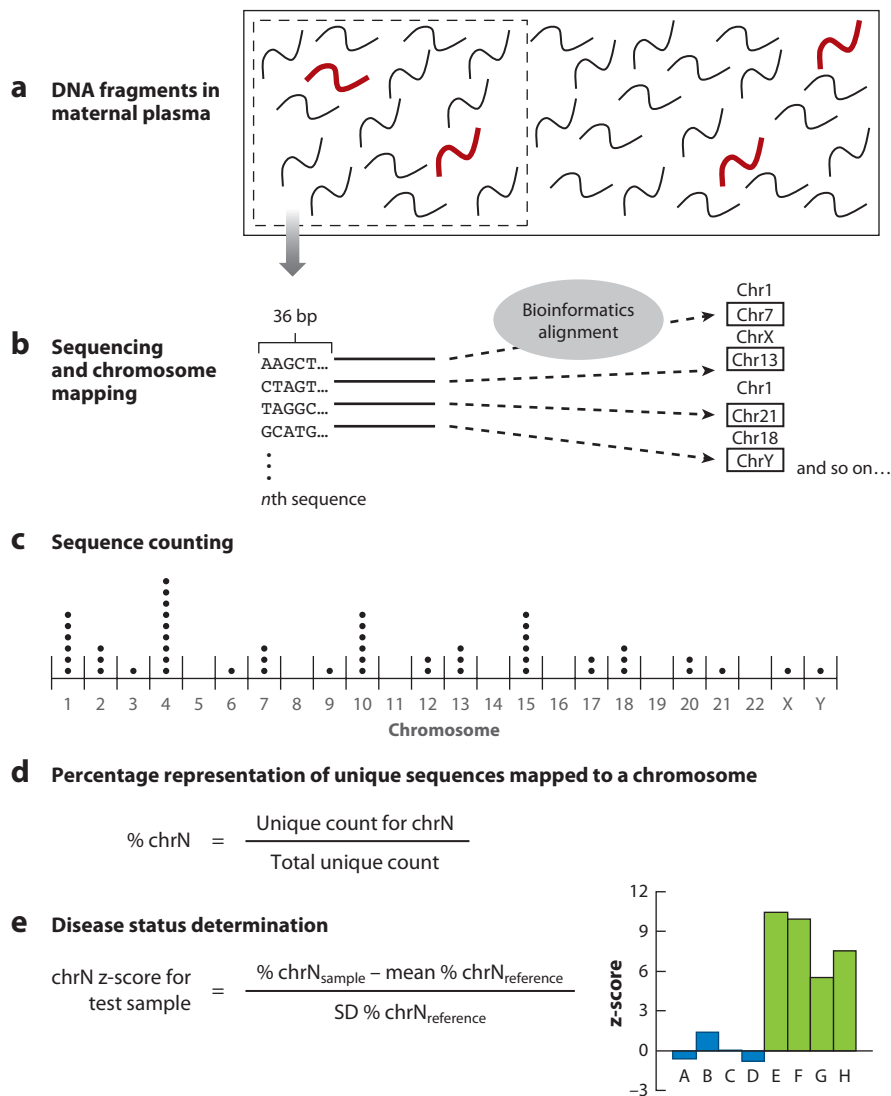 a DNA fragments in
maternal plasma
b Sequencing
and chromosome
mapping
36 bp
AAGCT...
CTAGT...
TAGGC...
GCATG...
nth sequence
Bioinformatics
alignment
Chr1
Chr7
ChrX
Chr13
Chr1
Chr21
Chr18
ChrY
and so on…
c Sequence counting
1 2 3 4 5 6 7 8 9 10 11 12 13 14 15 16 17 18 19 20 21 22 X Y
Chromosome
d Percentage representation of unique sequences mapped to a chromosome
% chrN = Unique count for chrN
Total unique count
e Disease status determination
chrN z-score for
test sample
=
% chrNsample – mean % chrNreference
SD % chrNreference
z-score
12
9
6
3
0
–3
A B C D E F G H